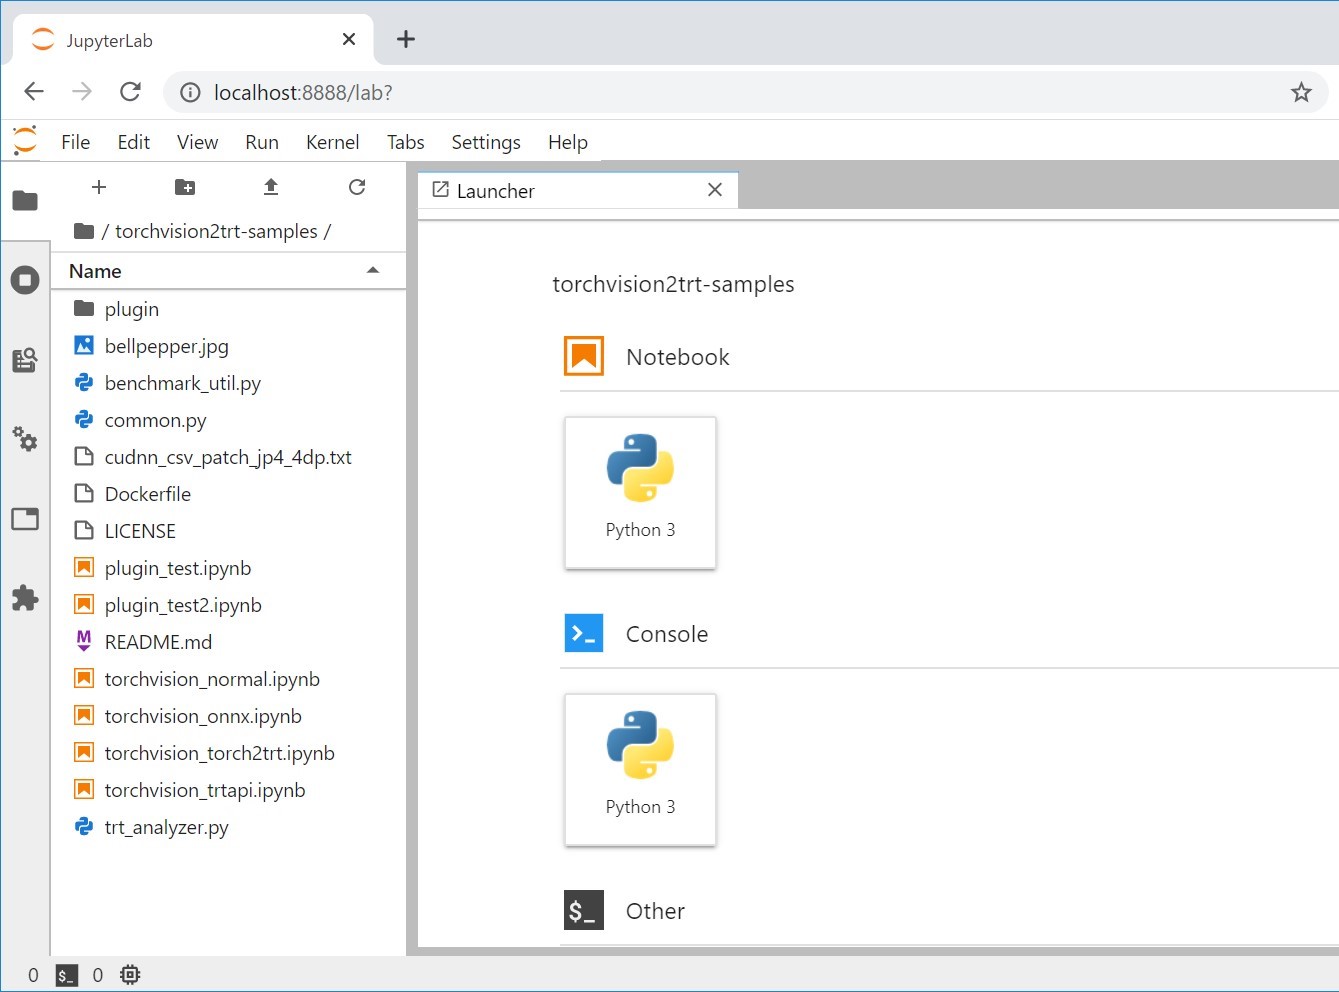 JupyterLab
localhost:8888/lab?
File Edit View Run Kernel Tabs Settings Help
Launcher
/ torchvision2trt-samples /
Name
plugin
bellpepper.jpg
benchmark_util.py
common.py
cudnn_csv_patch_jp4_4dp.txt
Dockerfile
LICENSE
plugin_test.ipynb
plugin_test2.ipynb
README.md
torchvision_normal.ipynb
torchvision_onnx.ipynb
torchvision_torch2trt.ipynb
torchvision_trtapi.ipynb
trt_analyzer.py
torchvision2trt-samples
Notebook
Python 3
Console
Python 3
$_ Other
0 $_ 0